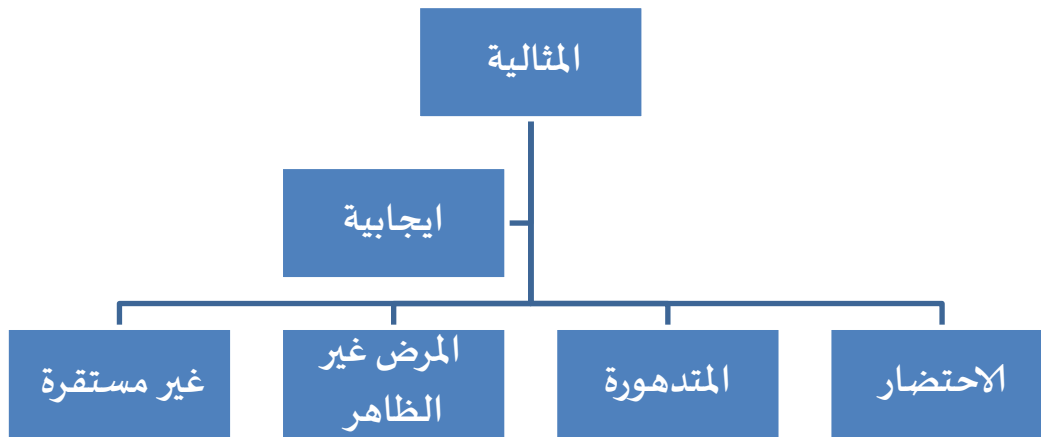 المثالية
ايجابية
الاحتضار
المتدهورة
المرض غير
الظاهر
غير مستقرة